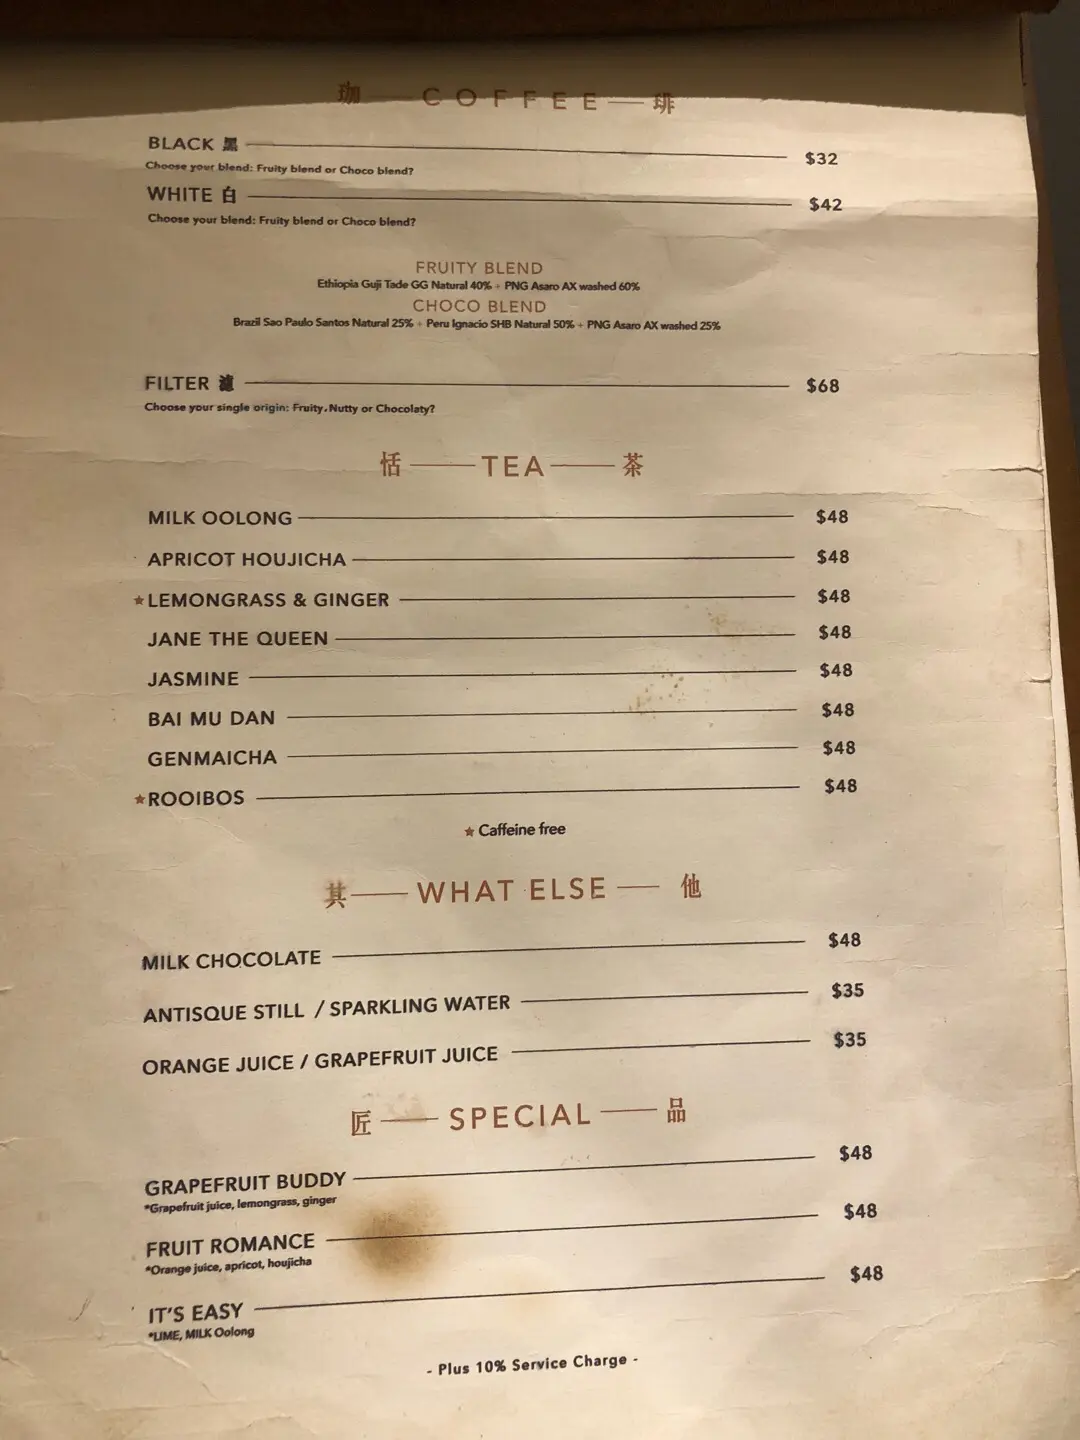 珈 COFFEE 琲
BLACK 黑 $32
Choose your blend: Fruity blend or Choco blend?
WHITE 白 $42
Choose your blend: Fruity blend or Choco blend?
FRUITY BLEND
Ethiopia Guji Tade GG Natural 40% + PNG Asaro AX washed 60%
CHOCO BLEND
Brazil Sao Paulo Santos Natural 25% + Peru Ignacio SHB Natural 50% + PNG Asaro AX washed 25%
FILTER 濾 $68
Choose your single origin: Fruity, Nutty or Chocolaty?
恬 TEA 茶
MILK OOLONG $48
APRICOT HOUJICHA $48
★LEMONGRASS & GINGER $48
JANE THE QUEEN $48
JASMINE $48
BAI MU DAN $48
GENMAICHA $48
★ROOIBOS $48
★ Caffeine free
其 WHAT ELSE 他
MILK CHOCOLATE $48
ANTISQUE STILL / SPARKLING WATER $35
ORANGE JUICE / GRAPEFRUIT JUICE $35
匠 SPECIAL 品
GRAPEFRUIT BUDDY $48
*Grapefruit juice, lemongrass, ginger
FRUIT ROMANCE $48
*Orange juice, apricot, houjicha
IT'S EASY $48
*LIME, MILK Oolong
- Plus 10% Service Charge -